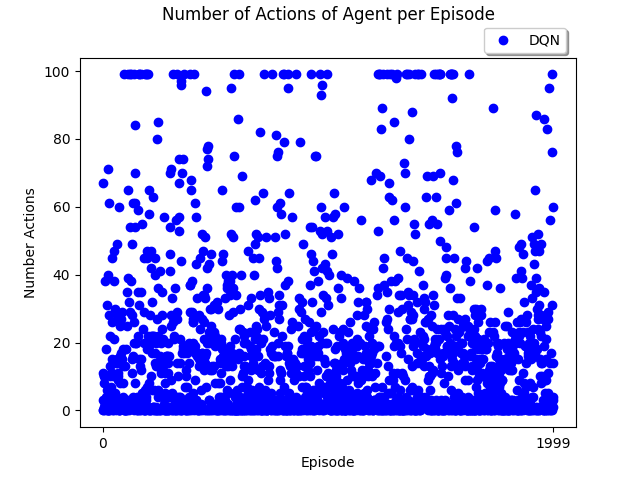 Number of Actions of Agent per Episode
DQN
100
80
60
40
20
0
Number Actions
0
1999
Episode